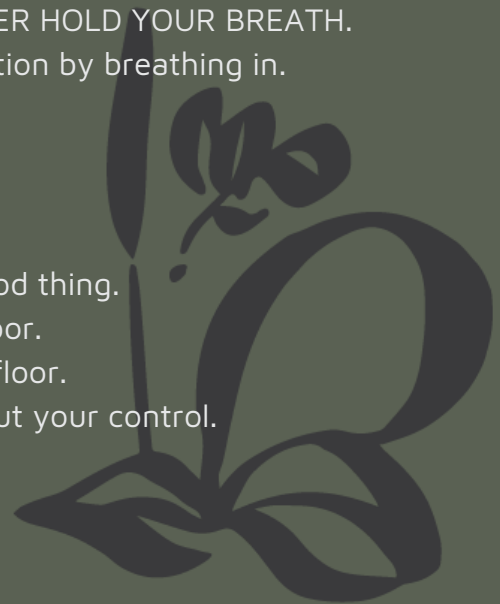 ER HOLD YOUR BREATH.
tion by breathing in.
od thing.
oor.
floor.
ut your control.